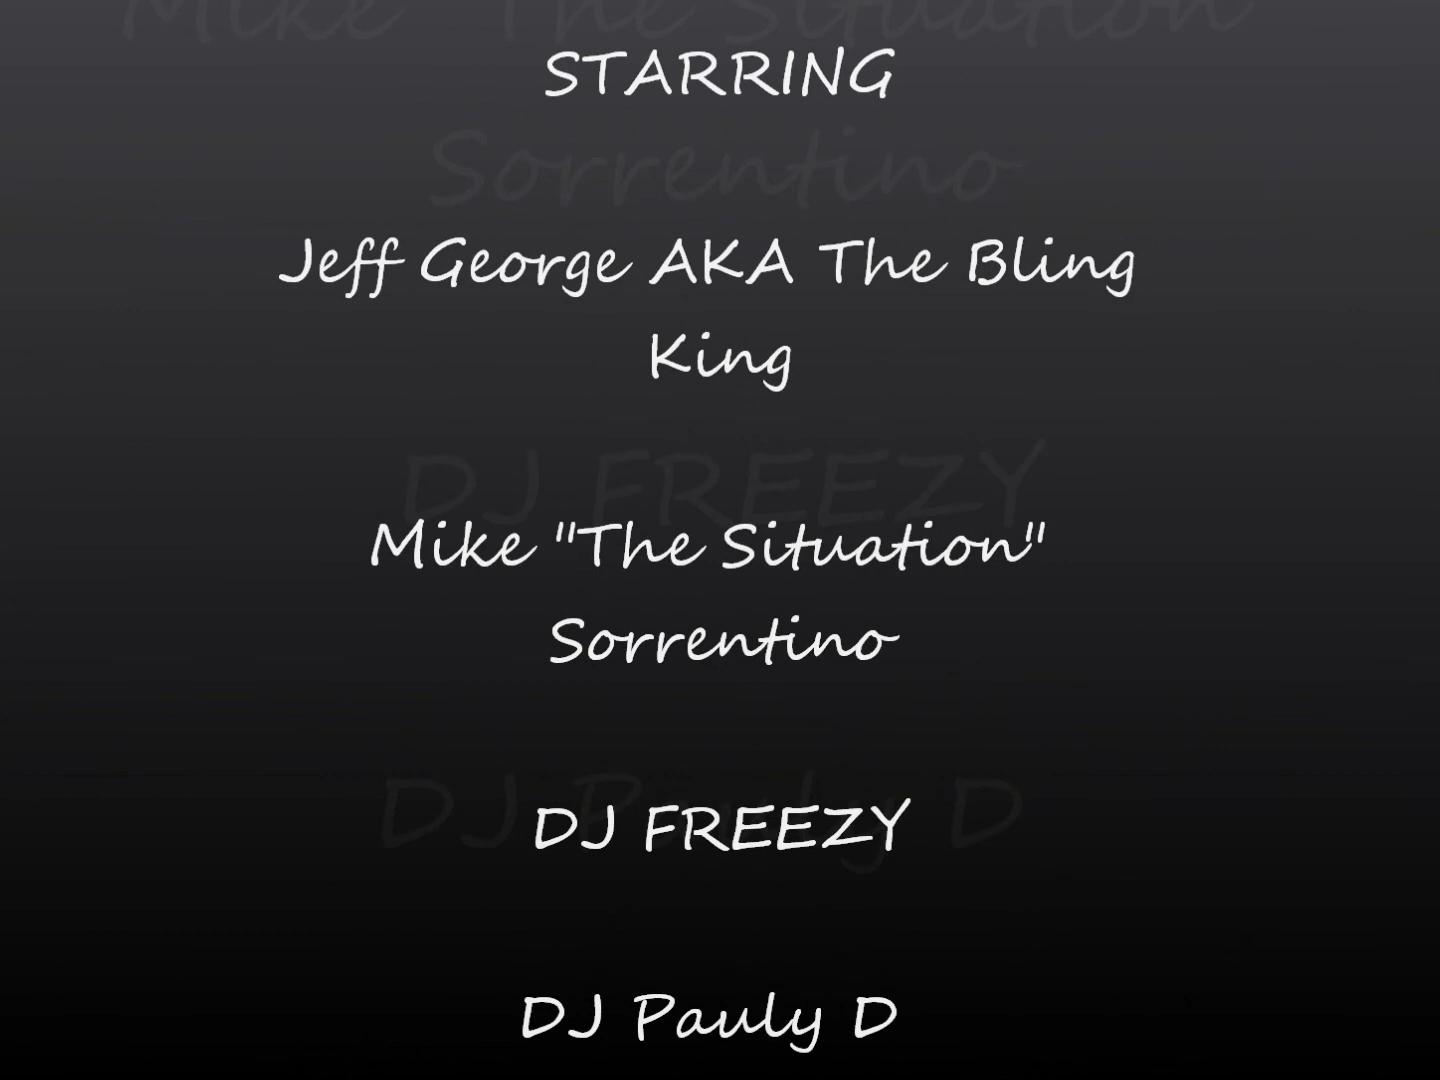 STARRING
Jeff George AKA The Bling
King
Mike "The Situation"
Sorrentino
DJ FREEZY
DJ Pauly D